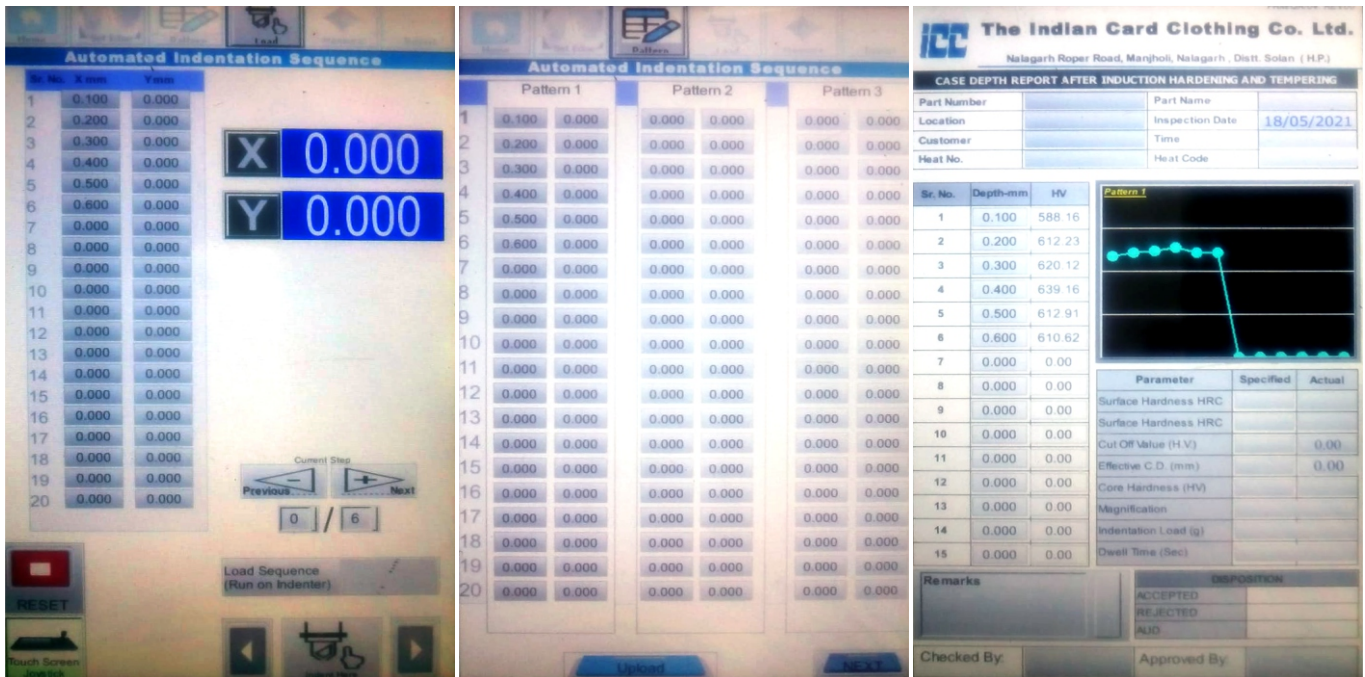 Load
Automated Indentation Sequence
Sr. No. X mm Y mm
1 0.100 0.000
2 0.200 0.000
3 0.300 0.000
4 0.400 0.000
5 0.500 0.000
6 0.600 0.000
7 0.000 0.000
8 0.000 0.000
9 0.000 0.000
10 0.000 0.000
11 0.000 0.000
12 0.000 0.000
13 0.000 0.000
14 0.000 0.000
15 0.000 0.000
16 0.000 0.000
17 0.000 0.000
18 0.000 0.000
19 0.000 0.000
20 0.000 0.000
X 0.000
Y 0.000
Current Step
Previous - + Next
0 / 6
Load Sequence
(Run on Indenter)
RESET
Touch Screen
Joystick
Pattern
Automated Indentation Sequence
Pattern 1 Pattern 2 Pattern 3
1 0.100 0.000 0.000 0.000 0.000 0.000
2 0.200 0.000 0.000 0.000 0.000 0.000
3 0.300 0.000 0.000 0.000 0.000 0.000
4 0.400 0.000 0.000 0.000 0.000 0.000
5 0.500 0.000 0.000 0.000 0.000 0.000
6 0.600 0.000 0.000 0.000 0.000 0.000
7 0.000 0.000 0.000 0.000 0.000 0.000
8 0.000 0.000 0.000 0.000 0.000 0.000
9 0.000 0.000 0.000 0.000 0.000 0.000
10 0.000 0.000 0.000 0.000 0.000 0.000
11 0.000 0.000 0.000 0.000 0.000 0.000
12 0.000 0.000 0.000 0.000 0.000 0.000
13 0.000 0.000 0.000 0.000 0.000 0.000
14 0.000 0.000 0.000 0.000 0.000 0.000
15 0.000 0.000 0.000 0.000 0.000 0.000
16 0.000 0.000 0.000 0.000 0.000 0.000
17 0.000 0.000 0.000 0.000 0.000 0.000
18 0.000 0.000 0.000 0.000 0.000 0.000
19 0.000 0.000 0.000 0.000 0.000 0.000
20 0.000 0.000 0.000 0.000 0.000 0.000
Upload NEXT
ICC The Indian Card Clothing Co. Ltd.
Nalagarh Roper Road, Manjholi, Nalagarh , Distt. Solan ( H.P.)
CASE DEPTH REPORT AFTER INDUCTION HARDENING AND TEMPERING
Part Number Part Name
Location Inspection Date 18/05/2021
Customer Time
Heat No. Heat Code
Sr. No. Depth-mm HV
1 0.100 588.16
2 0.200 612.23
3 0.300 620.12
4 0.400 639.16
5 0.500 612.91
6 0.600 610.62
7 0.000 0.00
8 0.000 0.00
9 0.000 0.00
10 0.000 0.00
11 0.000 0.00
12 0.000 0.00
13 0.000 0.00
14 0.000 0.00
15 0.000 0.00
Pattern 1
Parameter Specified Actual
Surface Hardness HRC
Surface Hardness HRC
Cut Off Value (H.V) 0.00
Effective C.D. (mm) 0.00
Core Hardness (HV)
Magnification
Indentation Load (g)
Dwell Time (Sec)
Remarks
DISPOSITION
ACCEPTED
REJECTED
AUD
Checked By: Approved By: